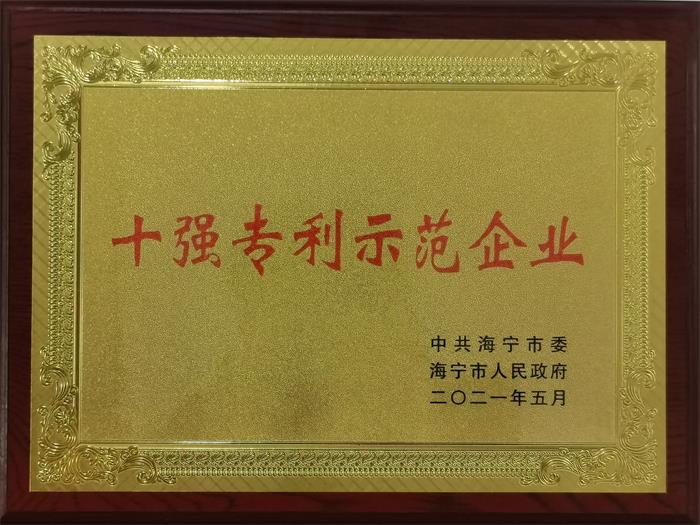 十强专利示范企业
中共海宁市委
海宁市人民政府
二〇二一年五月